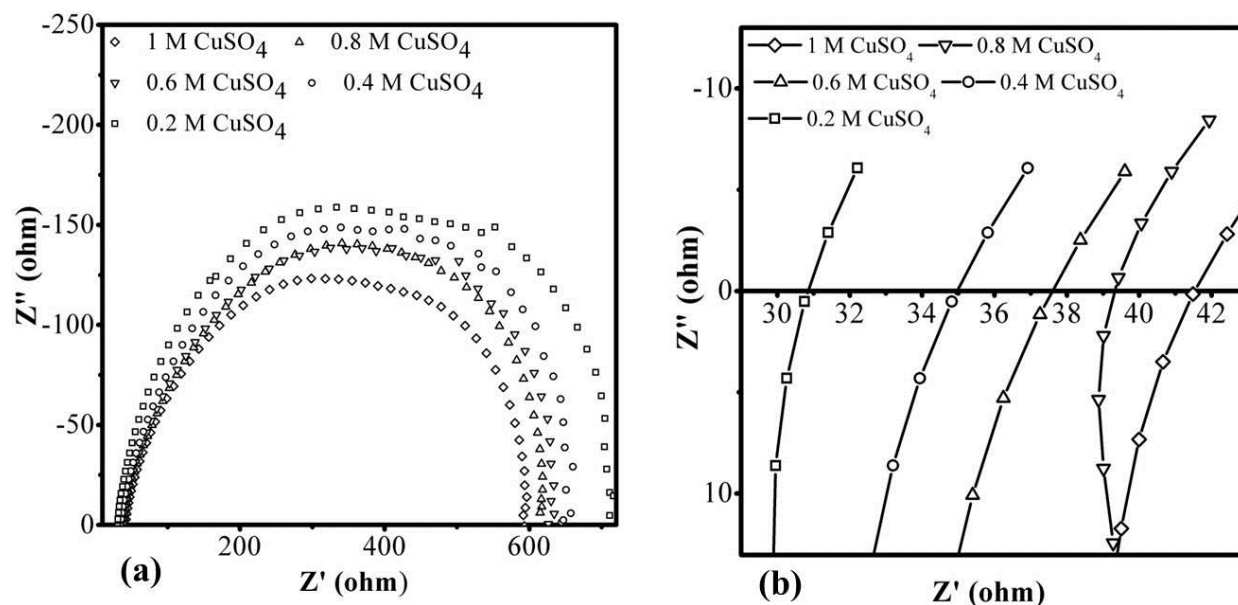 -250
-200
-150
-100
-50
0
Z" (ohm)
1 M CuSO4 0.8 M CuSO4
0.6 M CuSO4 0.4 M CuSO4
0.2 M CuSO4
200 400 600
(a)
Z' (ohm)
-10
0
10
Z" (ohm)
1 M CuSO4 0.8 M CuSO4
0.6 M CuSO4 0.4 M CuSO4
0.2 M CuSO4
30 32 34 36 38 40 42
(b)
Z' (ohm)